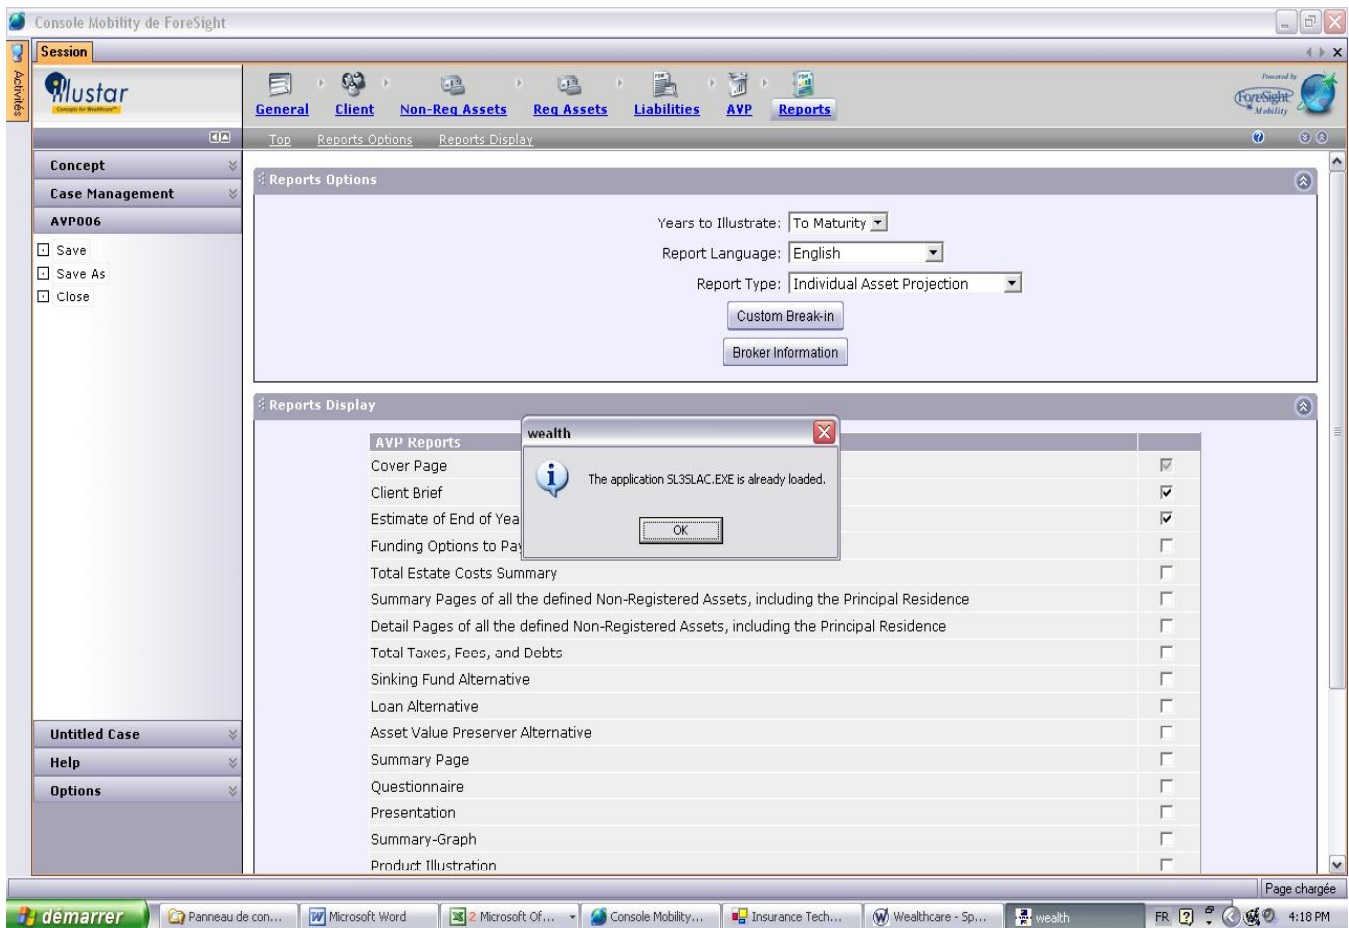 Console Mobility de ForeSight
Session
Activités
illustar
Concepts for Wealthcare
General
Client
Non-Reg Assets
Reg Assets
Liabilities
AVP
Reports
Powered by
ForeSight
Mobility
Top
Reports Options
Reports Display
Concept
Case Management
AVP006
Save
Save As
Close
Untitled Case
Help
Options
Reports Options
Years to Illustrate: To Maturity
Report Language: English
Report Type: Individual Asset Projection
Custom Break-in
Broker Information
Reports Display
AVP Reports
Cover Page
Client Brief
Estimate of End of Yea
Funding Options to Pay
Total Estate Costs Summary
Summary Pages of all the defined Non-Registered Assets, including the Principal Residence
Detail Pages of all the defined Non-Registered Assets, including the Principal Residence
Total Taxes, Fees, and Debts
Sinking Fund Alternative
Loan Alternative
Asset Value Preserver Alternative
Summary Page
Questionnaire
Presentation
Summary-Graph
Product Illustration
wealth
The application SL3SLAC.EXE is already loaded.
OK
Page chargée
démarrer
Panneau de con...
Microsoft Word
2 Microsoft Of...
Console Mobility...
Insurance Tech...
Wealthcare - Sp...
wealth
FR
4:18 PM